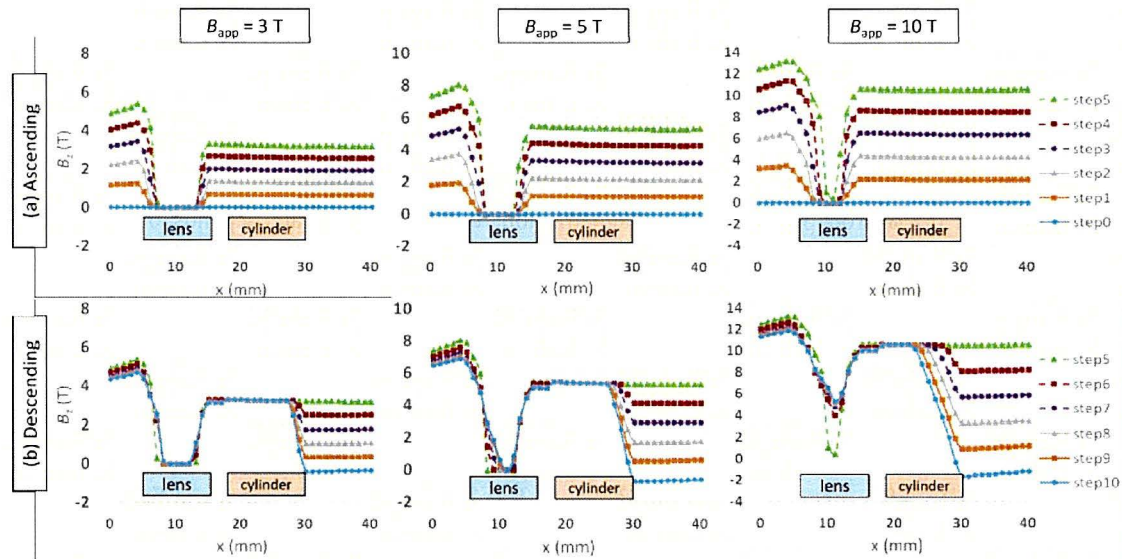 B_app = 3 T
B_app = 5 T
B_app = 10 T
(a) Ascending
B_z (T)
8
6
4
2
0
-2
lens
cylinder
0 10 20 30 40
x (mm)
10
8
6
4
2
0
-2
lens
cylinder
0 10 20 30 40
x (mm)
14
12
10
8
6
4
2
0
-2
-4
lens
cylinder
0 10 20 30 40
x (mm)
step5
step4
step3
step2
step1
step0
(b) Descending
B_z (T)
8
6
4
2
0
-2
lens
cylinder
0 10 20 30 40
x (mm)
10
8
6
4
2
0
-2
lens
cylinder
0 10 20 30 40
x (mm)
14
12
10
8
6
4
2
0
-2
-4
lens
cylinder
0 10 20 30 40
x (mm)
step5
step6
step7
step8
step9
step10